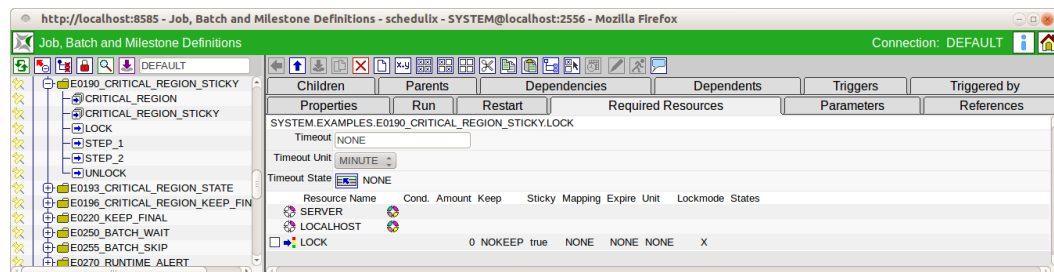 http://localhost:8585 - Job, Batch and Milestone Definitions - schedulix - SYSTEM@localhost:2556 - Mozilla Firefox
Job, Batch and Milestone Definitions
Connection: DEFAULT
DEFAULT
x.y
E0190_CRITICAL_REGION_STICKY
CRITICAL_REGION
CRITICAL_REGION_STICKY
LOCK
STEP_1
STEP_2
UNLOCK
E0193_CRITICAL_REGION_STATE
E0196_CRITICAL_REGION_KEEP_FIN
E0220_KEEP_FINAL
E0250_BATCH_WAIT
E0255_BATCH_SKIP
E0270_RUNTIME_ALERT
Children Parents Dependencies Dependents Triggers Triggered by
Properties Run Restart Required Resources Parameters References
SYSTEM.EXAMPLES.E0190_CRITICAL_REGION_STICKY.LOCK
Timeout NONE
Timeout Unit MINUTE
Timeout State NONE
Resource Name Cond. Amount Keep Sticky Mapping Expire Unit Lockmode States
SERVER
LOCALHOST
LOCK 0 NOKEEP true NONE NONE NONE X